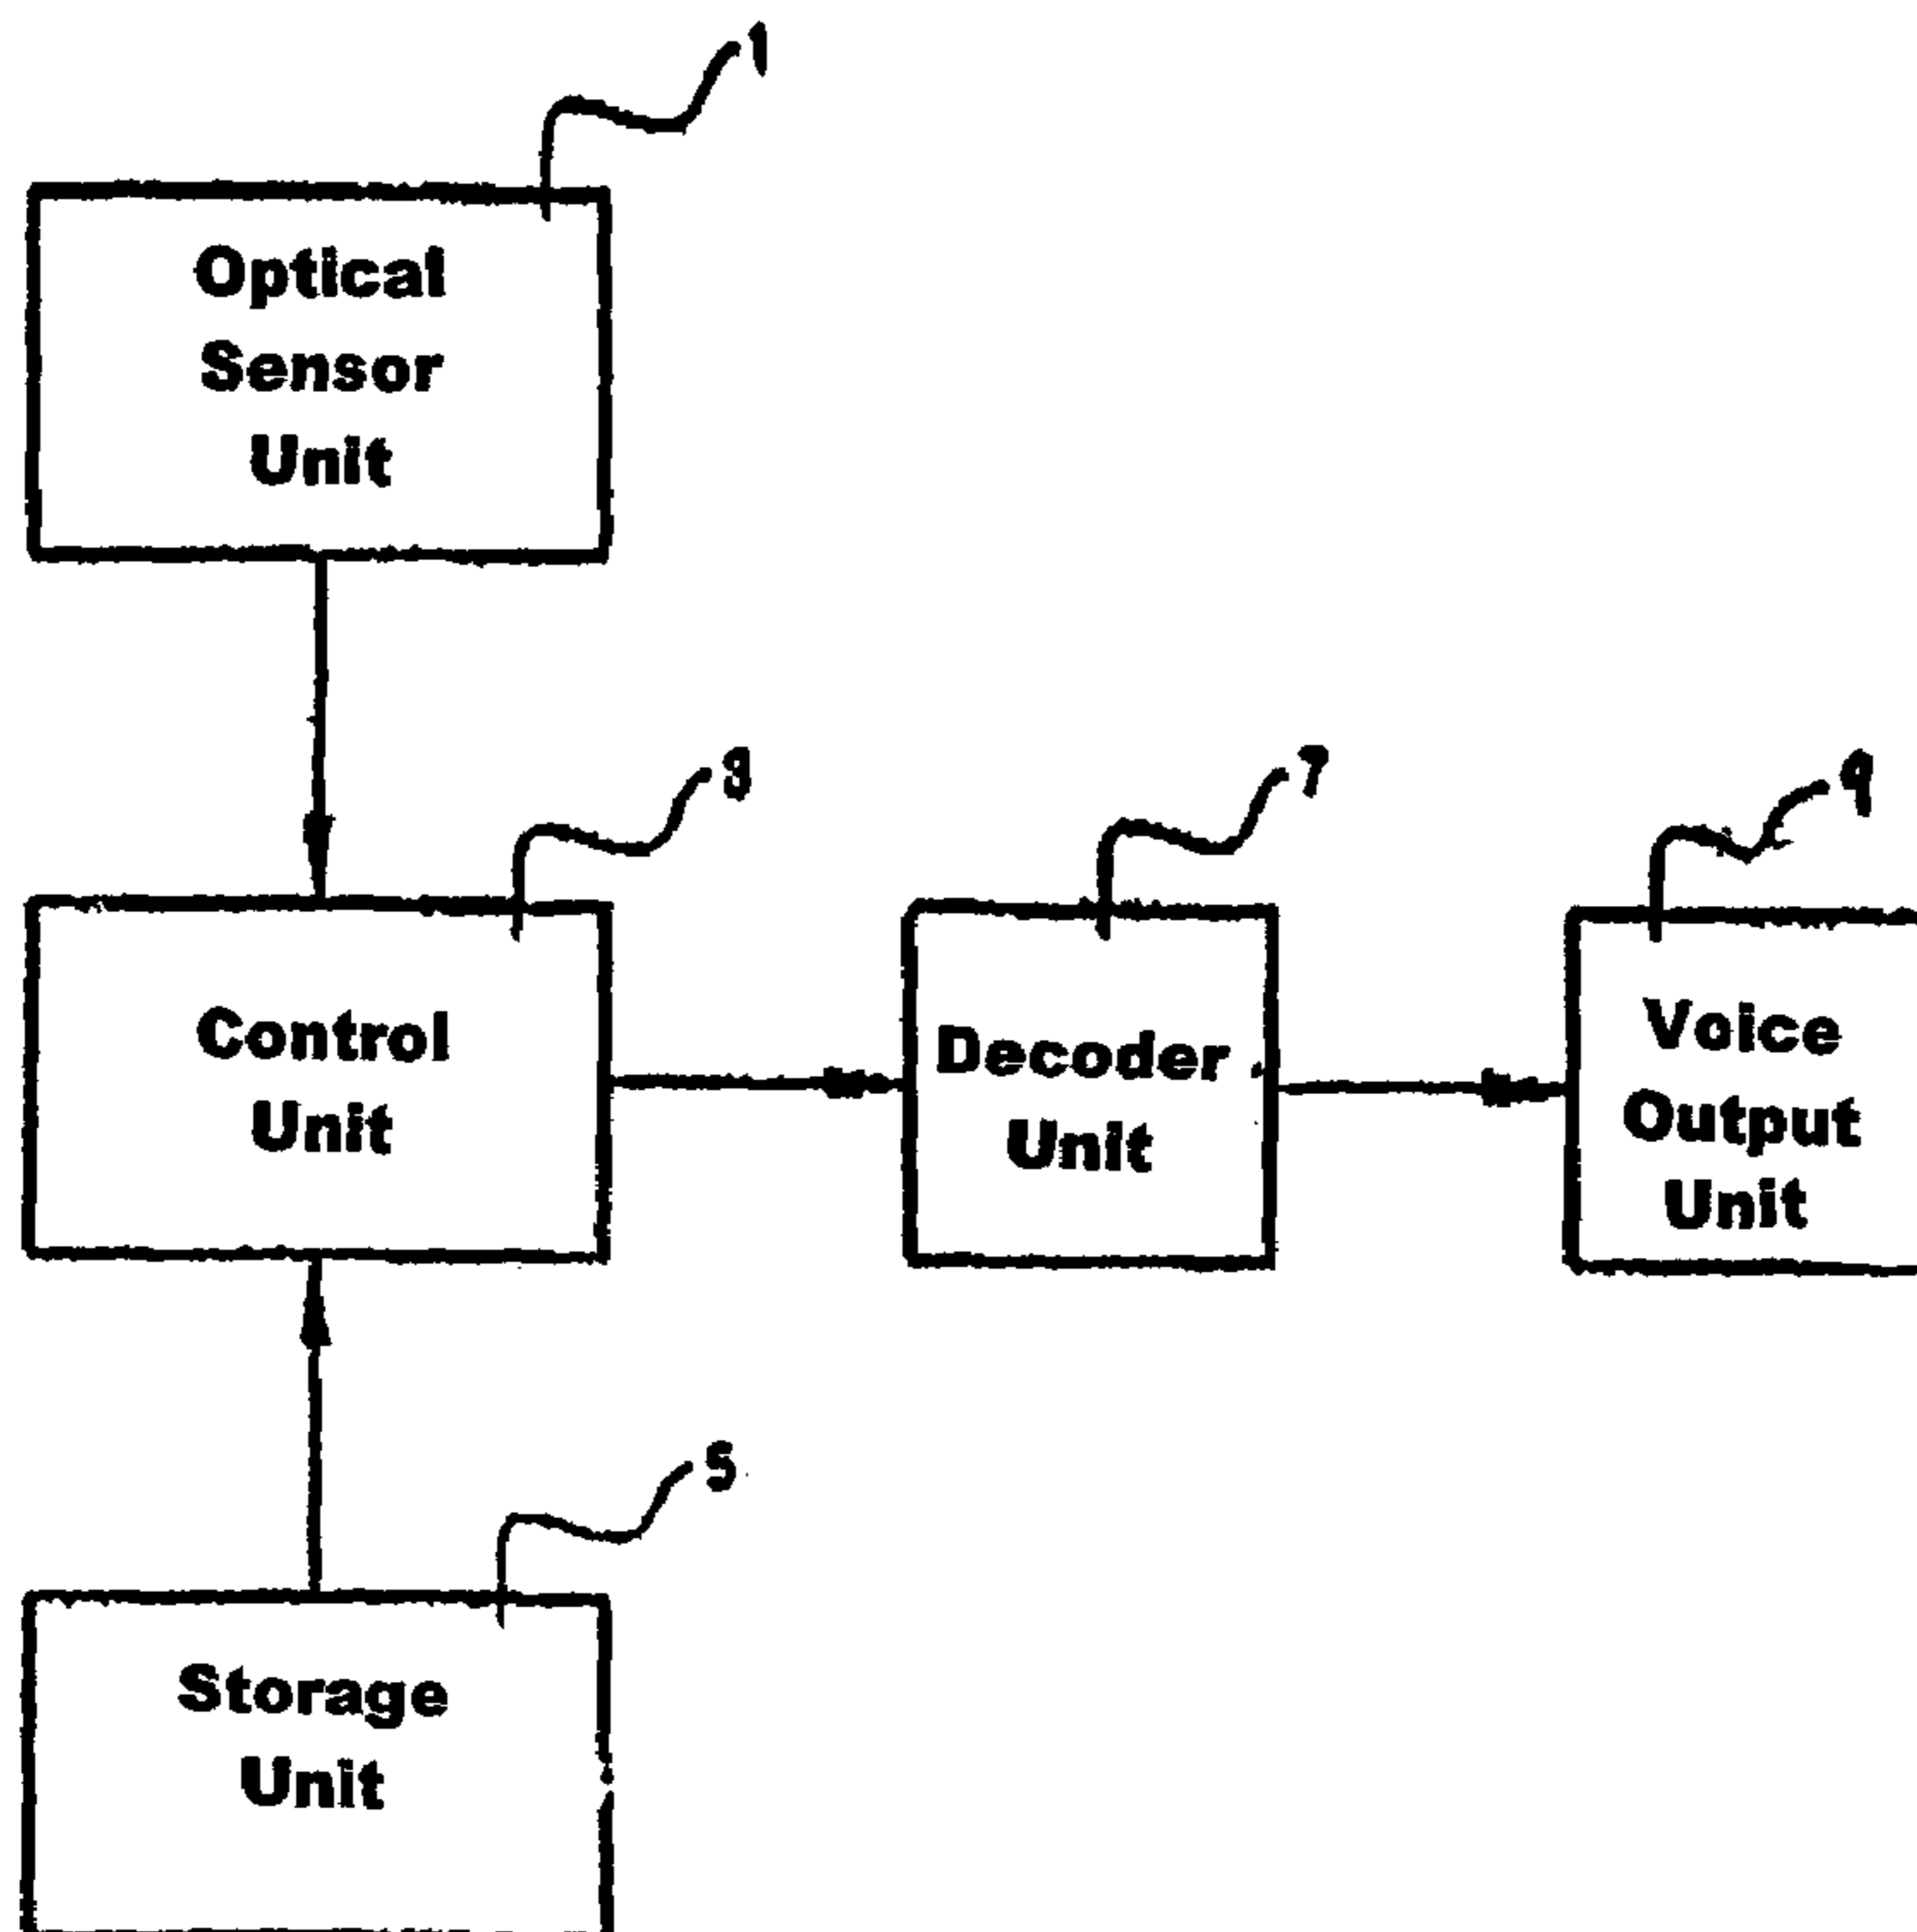 1
Optical
Sensor
Unit
3
Control
Unit
7
Decoder
Unit
9
Voice
Output
Unit
5
Storage
Unit